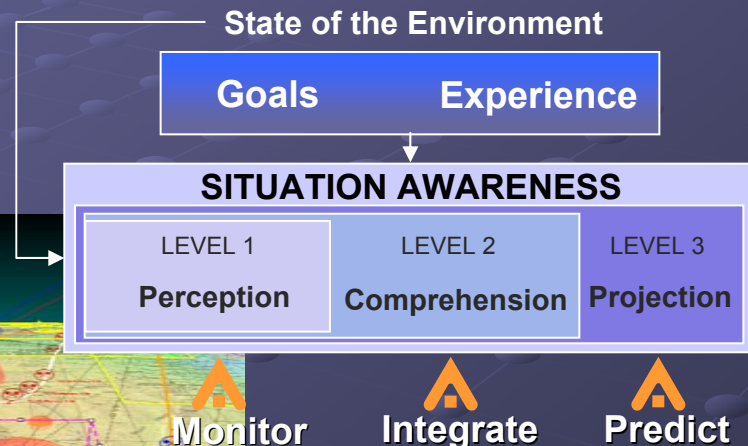 State of the Environment
Goals Experience
SITUATION AWARENESS
LEVEL 1 LEVEL 2 LEVEL 3
Perception Comprehension Projection
Monitor Integrate Predict